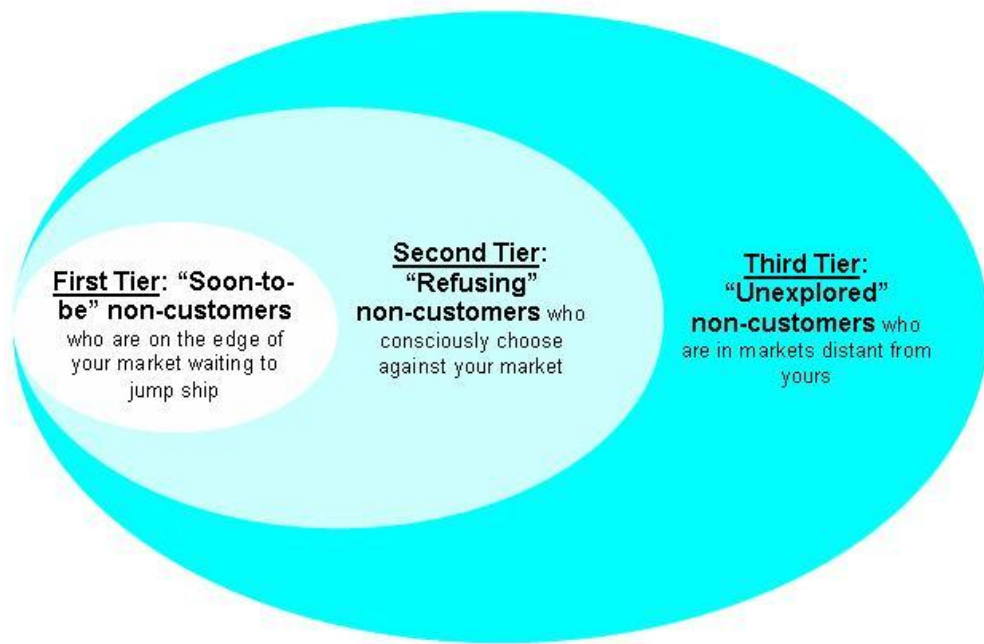 First Tier: “Soon-to-
be” non-customers
who are on the edge of
your market waiting to
jump ship
Second Tier:
“Refusing”
non-customers who
consciously choose
against your market
Third Tier:
“Unexplored”
non-customers who
are in markets distant from
yours